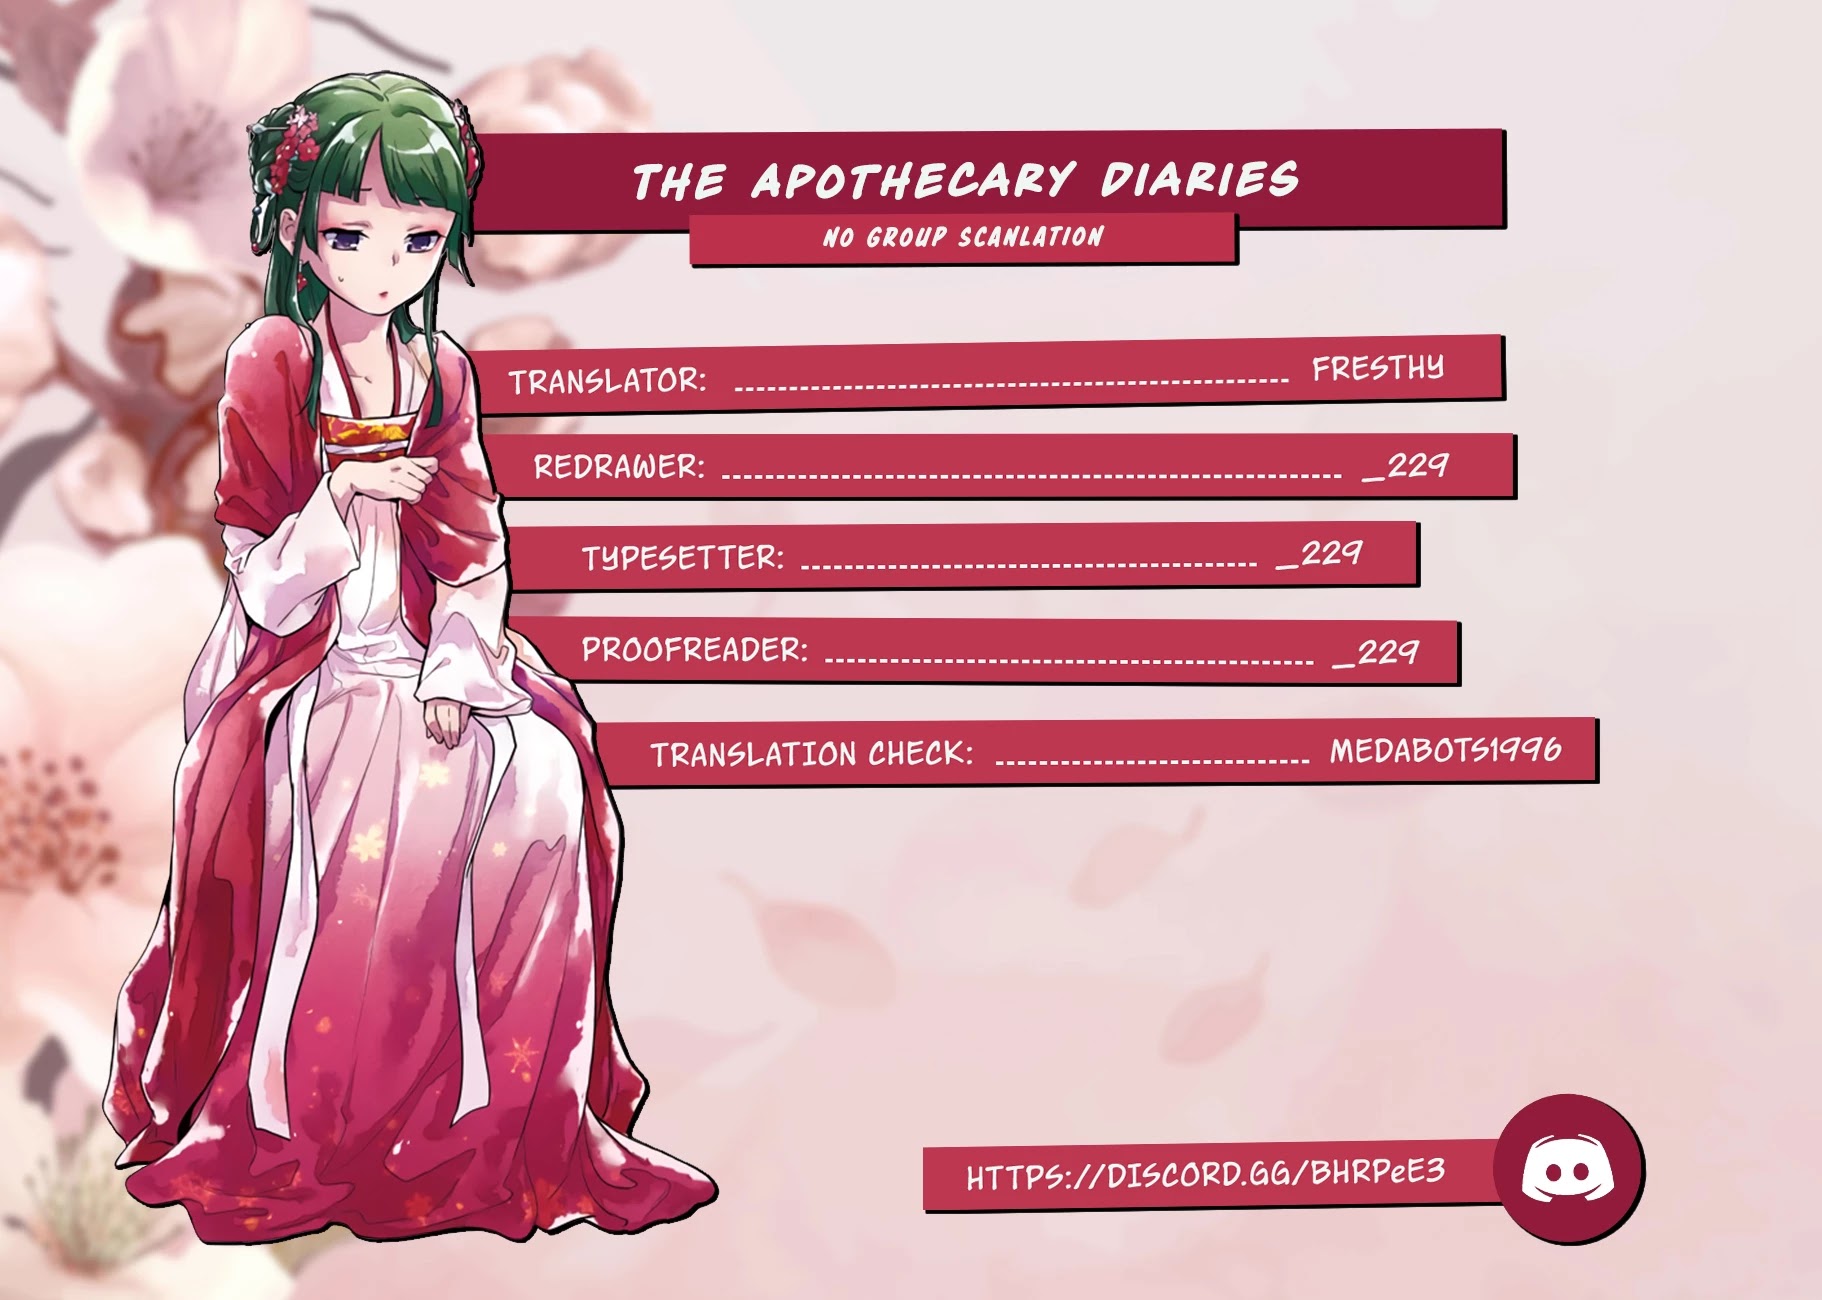 THE APOTHECARY DIARIES
NO GROUP SCANLATION
TRANSLATOR: FRESTHY
REDRAWER: _229
TYPESETTER: _229
PROOFREADER: _229
TRANSLATION CHECK: MEDABOTS1996
HTTPS://DISCORD.GG/BHRPeE3